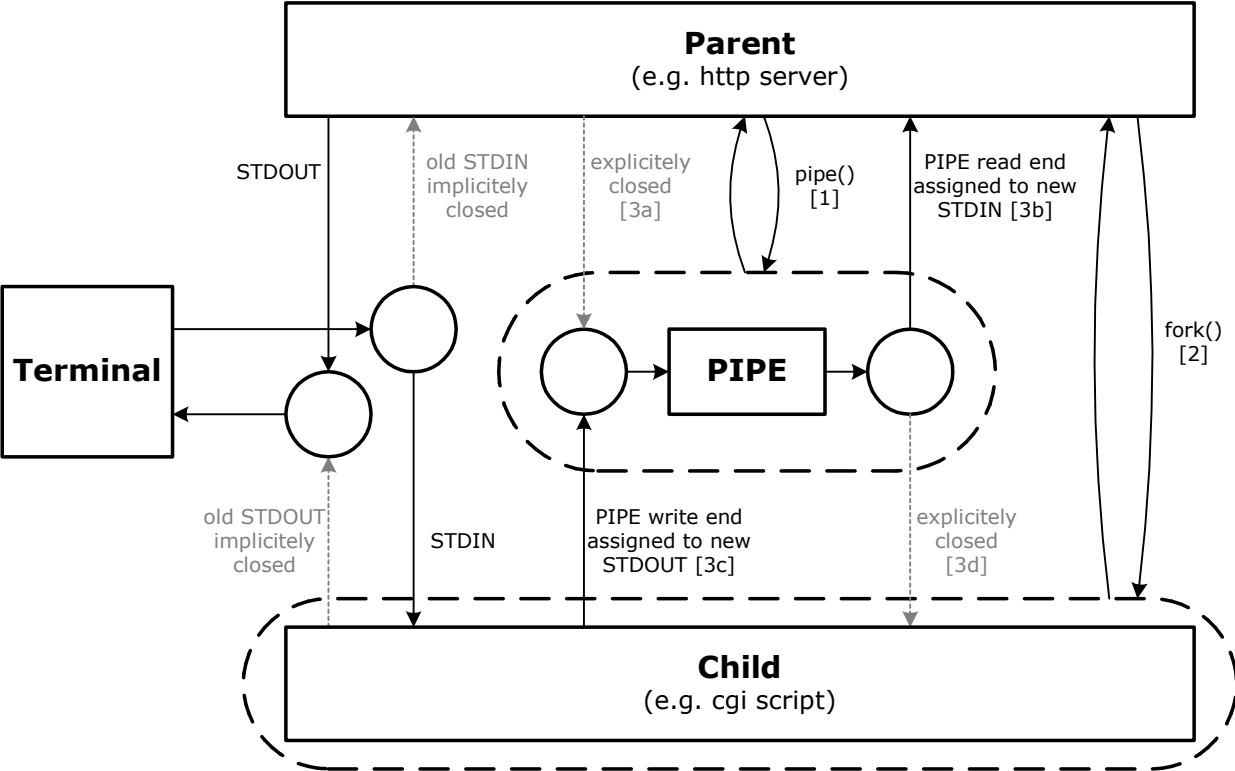 Parent
(e.g. http server)
STDOUT
old STDIN
implicitely
closed
explicitely
closed
[3a]
pipe()
[1]
PIPE read end
assigned to new
STDIN [3b]
Terminal
PIPE
fork()
[2]
old STDOUT
implicitely
closed
STDIN
PIPE write end
assigned to new
STDOUT [3c]
explicitely
closed
[3d]
Child
(e.g. cgi script)